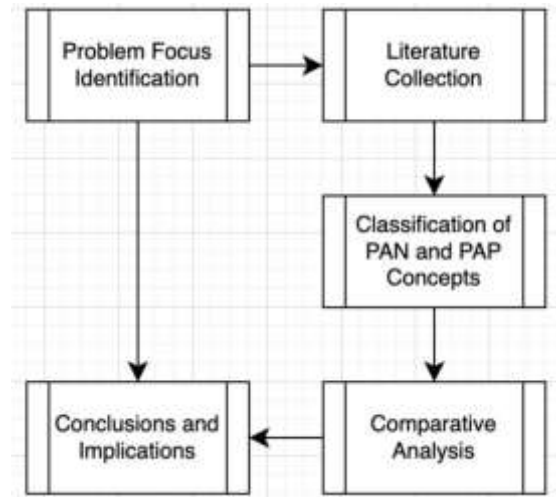 Problem Focus
Identification
Literature
Collection
Classification of
PAN and PAP
Concepts
Conclusions and
Implications
Comparative
Analysis